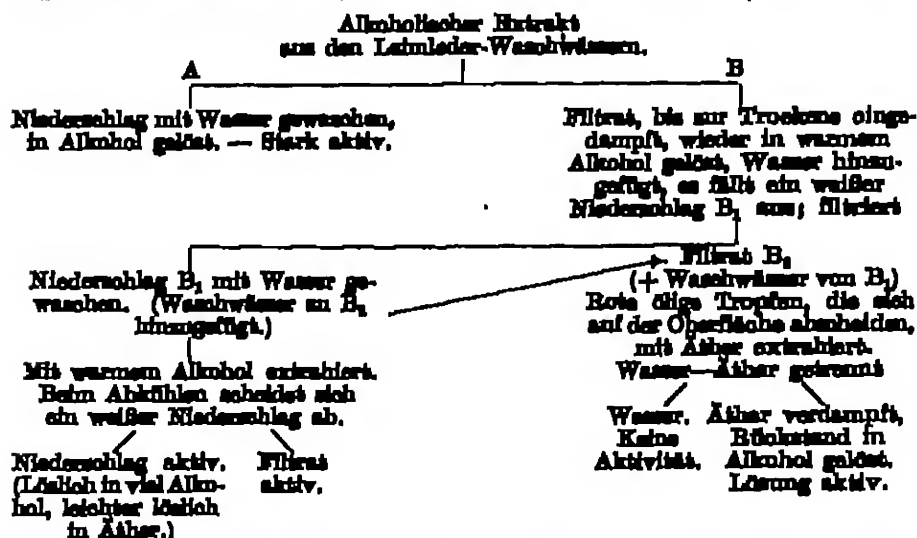 Alkoholischer Extrakt
aus den Leimleder-Waschwässern.
A
B
Niederschlag mit Wasser gewaschen,
in Alkohol gelöst. — Stark aktiv.
Filtrat, bis zur Trockene einge-
dampft, wieder in warmem
Alkohol gelöst, Wasser hinzu-
gefügt, es fällt ein weißer
Niederschlag B₁ aus; filtriert
Niederschlag B₁ mit Wasser ge-
waschen. (Waschwässer zu B₂
hinzugefügt.)
Mit warmem Alkohol extrahiert.
Beim Abkühlen scheidet sich
ein weißer Niederschlag ab.
Niederschlag aktiv.
(Löslich in viel Alko-
hol, leichter löslich
in Äther.)
Filtrat
aktiv.
Filtrat B₂
(+ Waschwässer von B₁)
Rote ölige Tropfen, die sich
auf der Oberfläche abscheiden,
mit Äther extrahiert.
Wasser—Äther getrennt
Wasser.
Keine
Aktivität.
Äther verdampft,
Rückstand in
Alkohol gelöst.
Lösung aktiv.